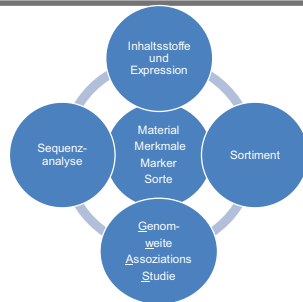 Inhaltsstoffe
und
Expression
Sequenz-
analyse
Material
Merkmale
Marker
Sorte
Sortiment
Genom-
weite
Assoziations
Studie